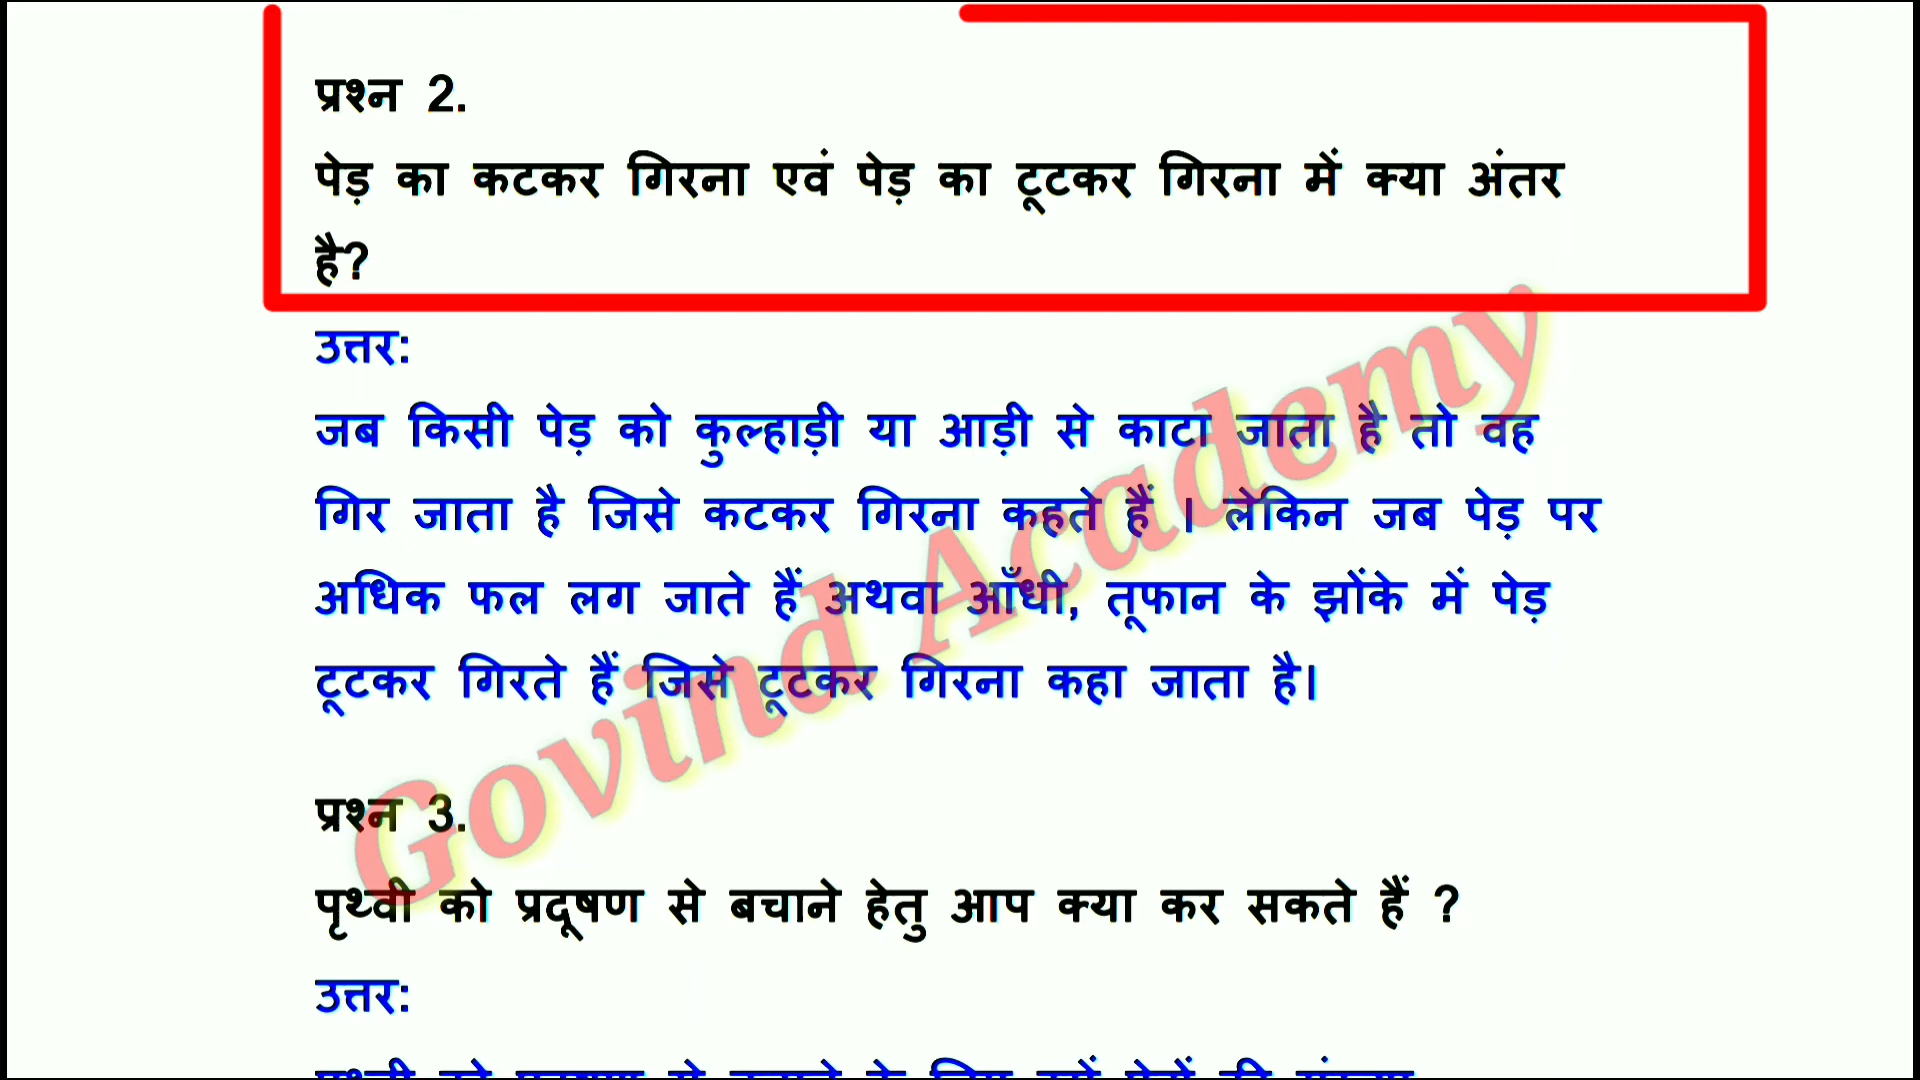 प्रश्न 2.
पेड़ का कटकर गिरना एवं पेड़ का टूटकर गिरना में क्या अंतर
है?
उत्तर:
जब किसी पेड़ को कुल्हाड़ी या आड़ी से काटा जाता है तो वह
गिर जाता है जिसे कटकर गिरना कहते हैं । लेकिन जब पेड़ पर
अधिक फल लग जाते हैं अथवा आँधी, तूफान के झोंके में पेड़
टूटकर गिरते हैं जिसे टूटकर गिरना कहा जाता है।
Govind Academy
प्रश्न 3.
पृथ्वी को प्रदूषण से बचाने हेतु आप क्या कर सकते हैं ?
उत्तर: